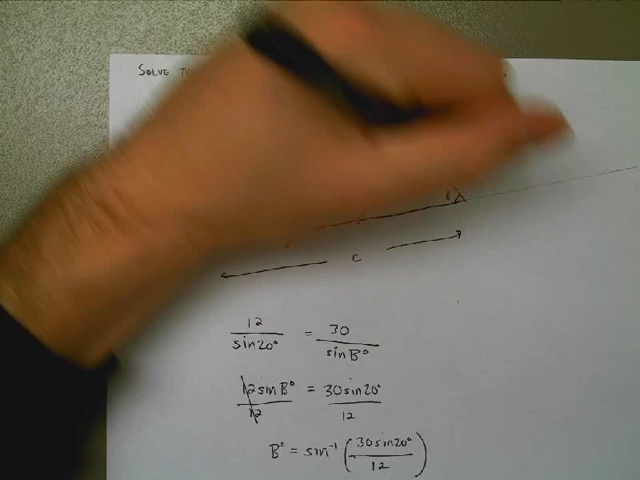 SOLVE
B
C
12/sin20° = 30/sinB°
12sinB°/12 = 30sin20°/12
B° = sin⁻¹(30sin20°/12)